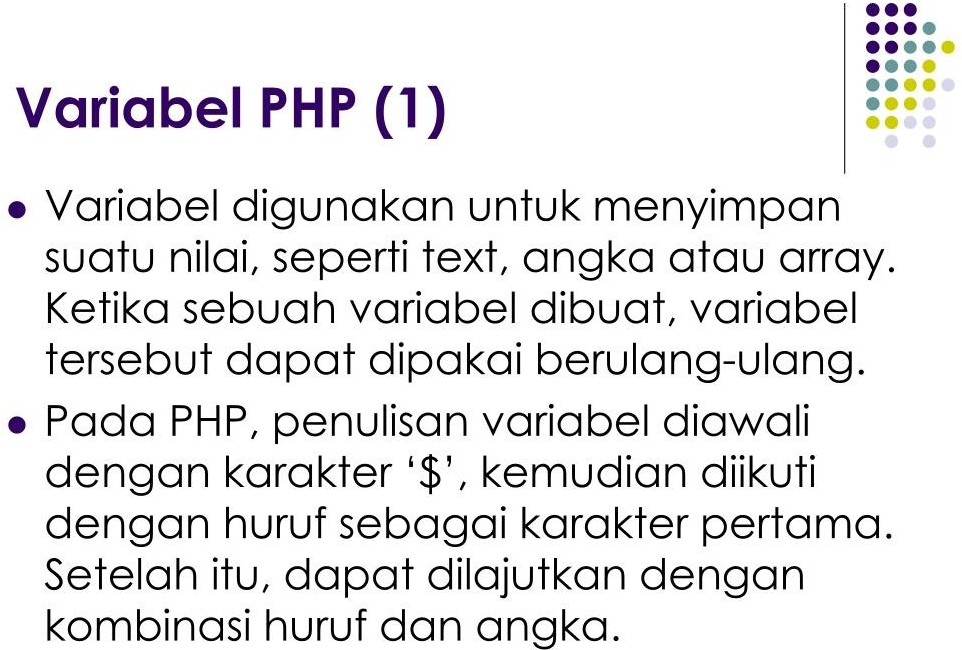 Variabel PHP (1)
Variabel digunakan untuk menyimpan
suatu nilai, seperti text, angka atau array.
Ketika sebuah variabel dibuat, variabel
tersebut dapat dipakai berulang-ulang.
Pada PHP, penulisan variabel diawali
dengan karakter ‘$’, kemudian diikuti
dengan huruf sebagai karakter pertama.
Setelah itu, dapat dilajutkan dengan
kombinasi huruf dan angka.